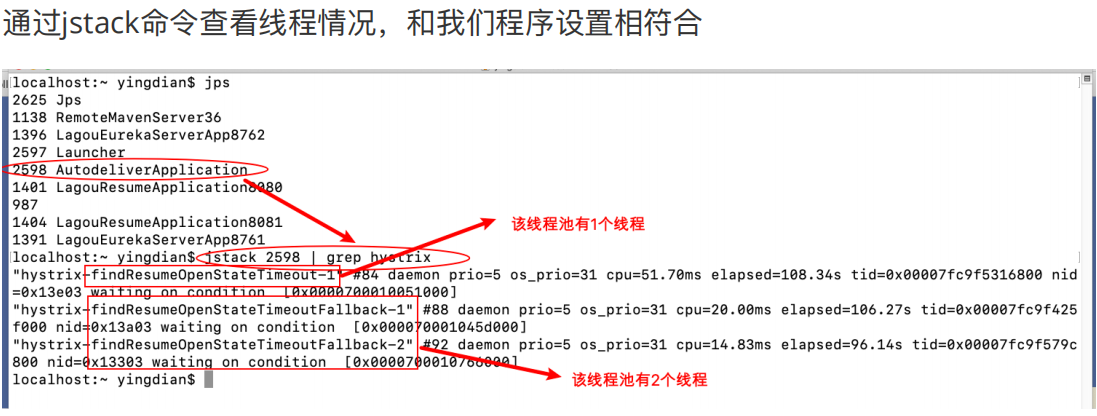 通过jstack命令查看线程情况，和我们程序设置相符合
localhost:~ yingdian$ jps
2625 Jps
1138 RemoteMavenServer36
1396 LagouEurekaServerApp8762
2597 Launcher
2598 AutodeliverApplication
1401 LagouResumeApplication8080
987
1404 LagouResumeApplication8081
该线程池有1个线程
1391 LagouEurekaServerApp8761
localhost:~ yingdian$ jstack 2598 | grep hystrix
"hystrix-findResumeOpenStateTimeout-1" #84 daemon prio=5 os_prio=31 cpu=51.70ms elapsed=108.34s tid=0x00007fc9f5316800 nid
=0x13e03 waiting on condition  [0x0000700010051000]
"hystrix-findResumeOpenStateTimeoutFallback-1" #88 daemon prio=5 os_prio=31 cpu=20.00ms elapsed=106.27s tid=0x00007fc9f425
f000 nid=0x13a03 waiting on condition  [0x000070001045d000]
"hystrix-findResumeOpenStateTimeoutFallback-2" #92 daemon prio=5 os_prio=31 cpu=14.83ms elapsed=96.14s tid=0x00007fc9f579c
800 nid=0x13303 waiting on condition  [0x0000700010766000]
localhost:~ yingdian$
该线程池有2个线程